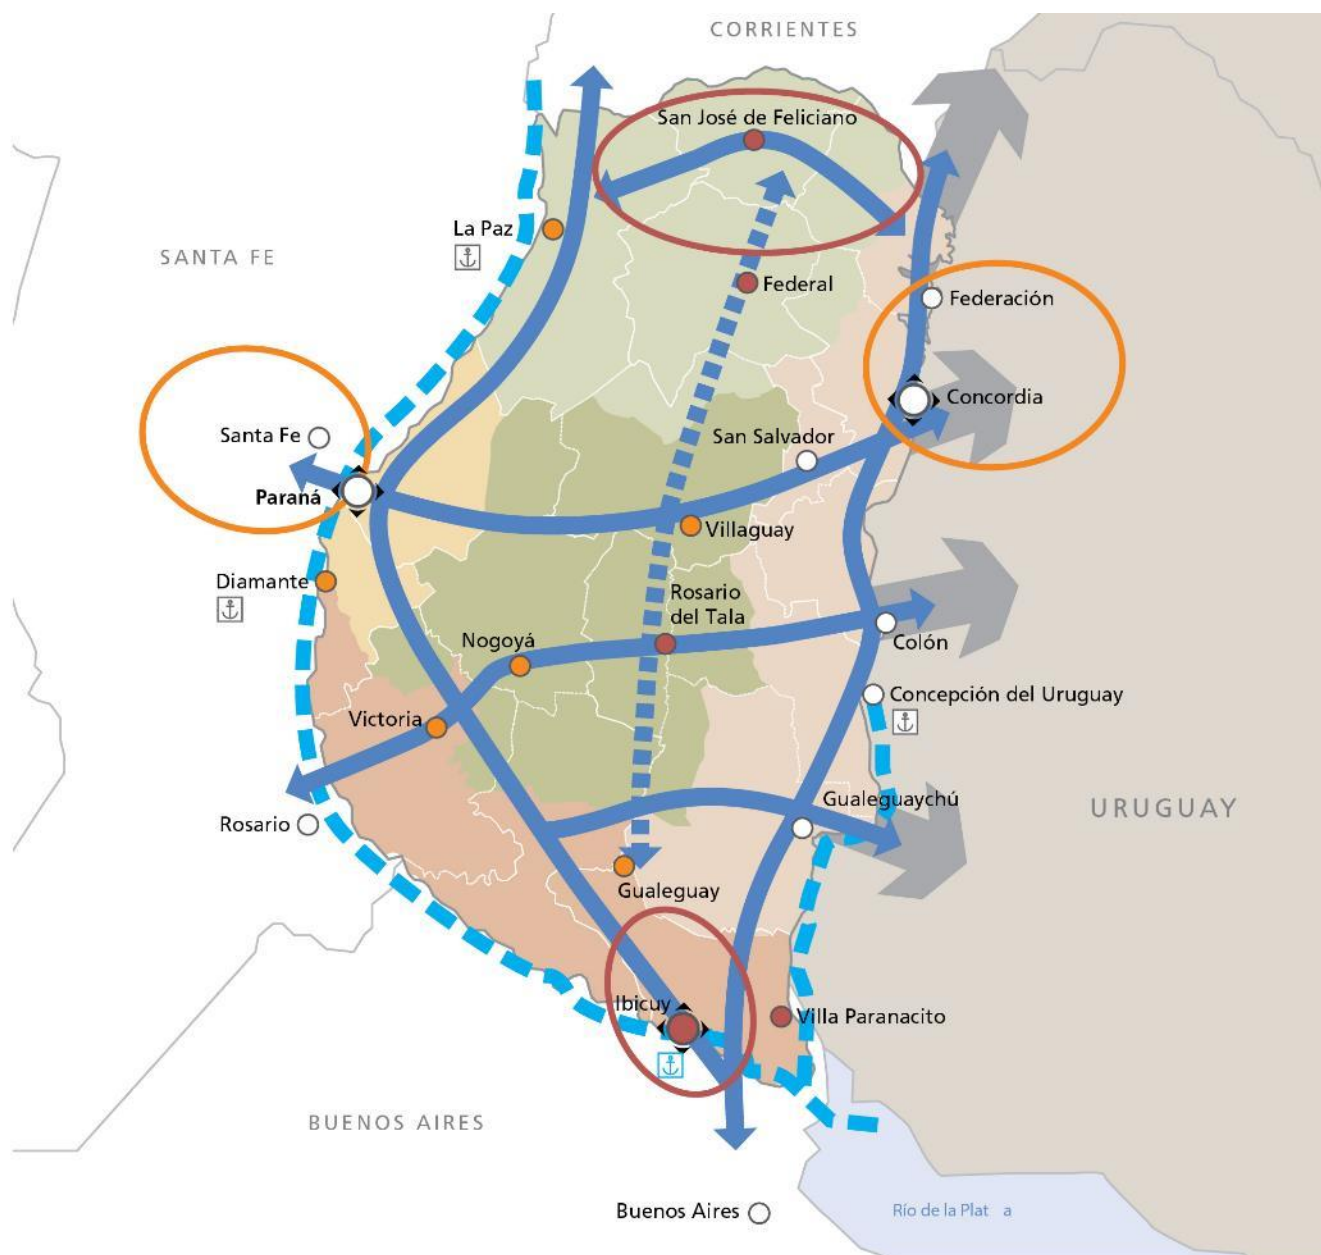 CORRIENTES
San José de Feliciano
La Paz
SANTA FE
Federal
Federación
Concordia
Santa Fe
San Salvador
Paraná
Villaguay
Diamante
Rosario
del Tala
Nogoyá
Colón
Concepción del Uruguay
Victoria
Gualeguaychú
URUGUAY
Rosario
Gualeguay
Ibicuy
Villa Paranacito
BUENOS AIRES
Buenos Aires
Río de la Plat a